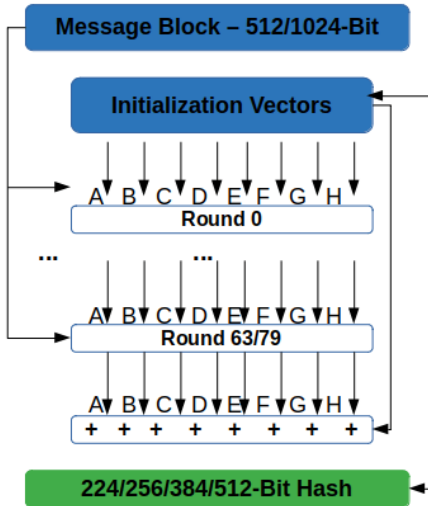 Message Block – 512/1024-Bit
Initialization Vectors
A B C D E F G H
Round 0
... ...
A B C D E F G H
Round 63/79
A B C D E F G H
+ + + + + + + +
224/256/384/512-Bit Hash